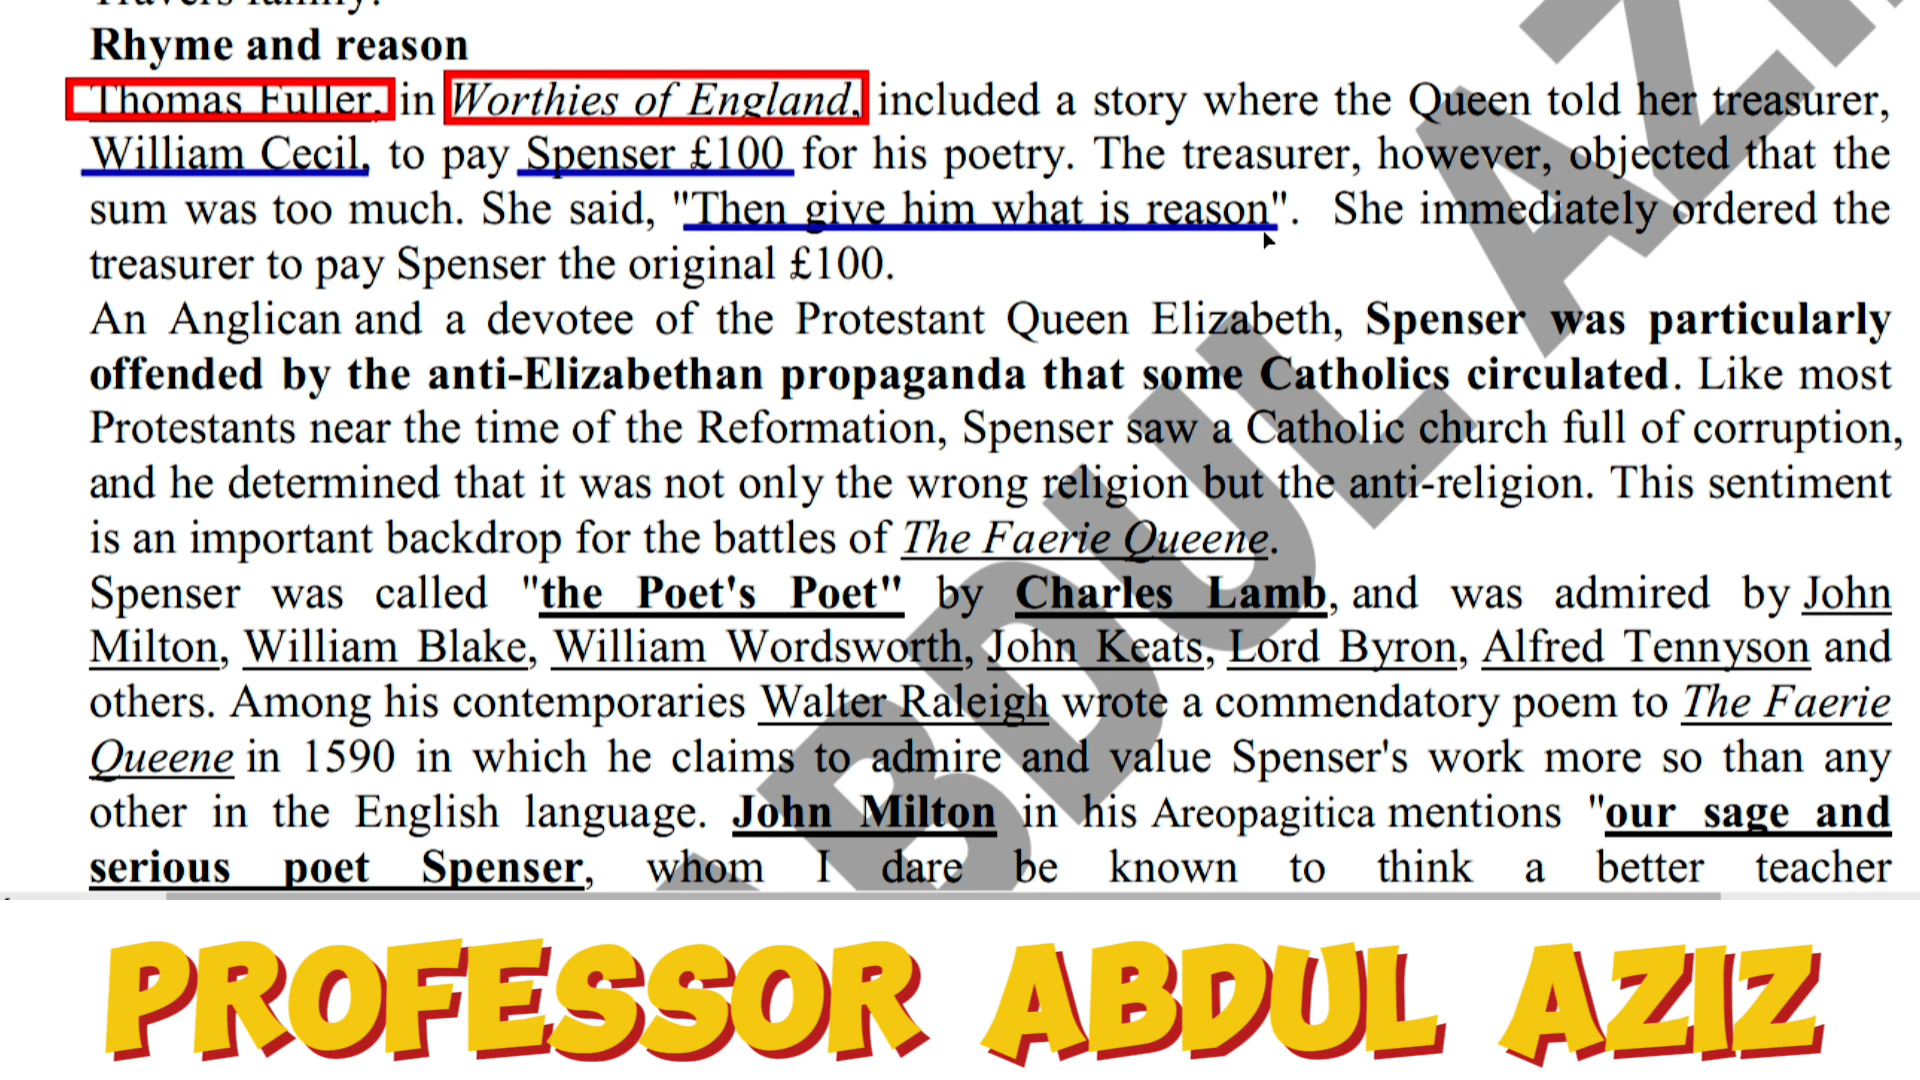 Travers family.
Rhyme and reason
Thomas Fuller, in Worthies of England, included a story where the Queen told her treasurer,
William Cecil, to pay Spenser £100 for his poetry. The treasurer, however, objected that the
sum was too much. She said, "Then give him what is reason". She immediately ordered the
treasurer to pay Spenser the original £100.
An Anglican and a devotee of the Protestant Queen Elizabeth, Spenser was particularly
offended by the anti-Elizabethan propaganda that some Catholics circulated. Like most
Protestants near the time of the Reformation, Spenser saw a Catholic church full of corruption,
and he determined that it was not only the wrong religion but the anti-religion. This sentiment
is an important backdrop for the battles of The Faerie Queene.
Spenser was called "the Poet's Poet" by Charles Lamb, and was admired by John
Milton, William Blake, William Wordsworth, John Keats, Lord Byron, Alfred Tennyson and
others. Among his contemporaries Walter Raleigh wrote a commendatory poem to The Faerie
Queene in 1590 in which he claims to admire and value Spenser's work more so than any
other in the English language. John Milton in his Areopagitica mentions "our sage and
serious poet Spenser, whom I dare be known to think a better teacher
ABDUL AZI
PROFESSOR ABDUL AZIZ